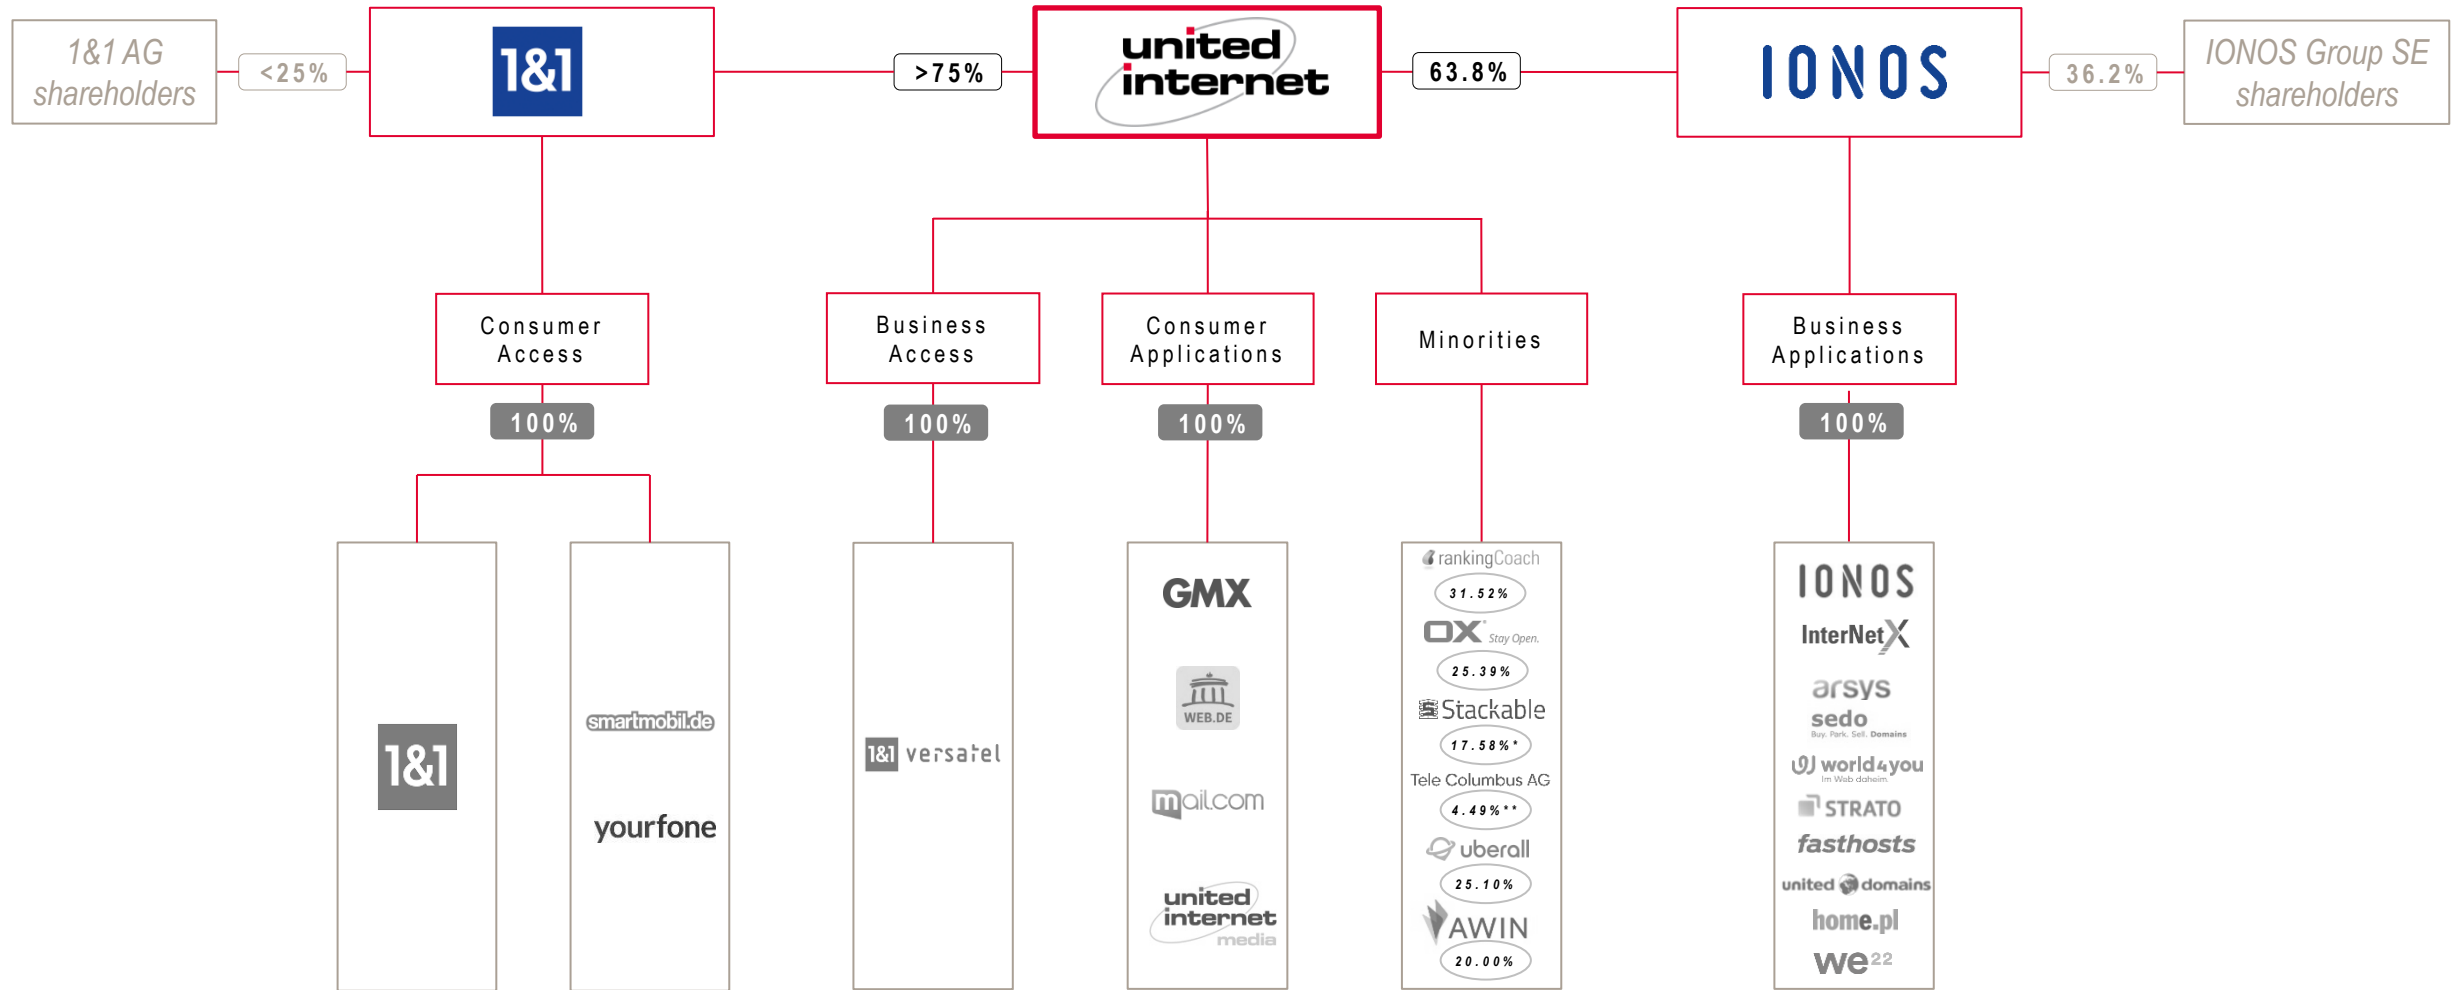 1&1 AG
shareholders
<25%
1&1
>75%
united
internet
63.8%
IONOS
36.2%
IONOS Group SE
shareholders
Consumer
Access
Business
Access
Consumer
Applications
Minorities
Business
Applications
100%
100%
100%
100%
1&1
smartmobil.de
yourfone
1&1 versatel
GMX
WEB.DE
mail.com
united
internet
media
rankingCoach
31.52%
OX Stay Open.
25.39%
Stackable
17.58%*
Tele Columbus AG
4.49%**
uberall
25.10%
AWIN
20.00%
IONOS
InterNetX
arsys
sedo
Buy. Park. Sell. Domains
world4you
Im Web daheim
STRATO
fasthosts
united domains
home.pl
we22